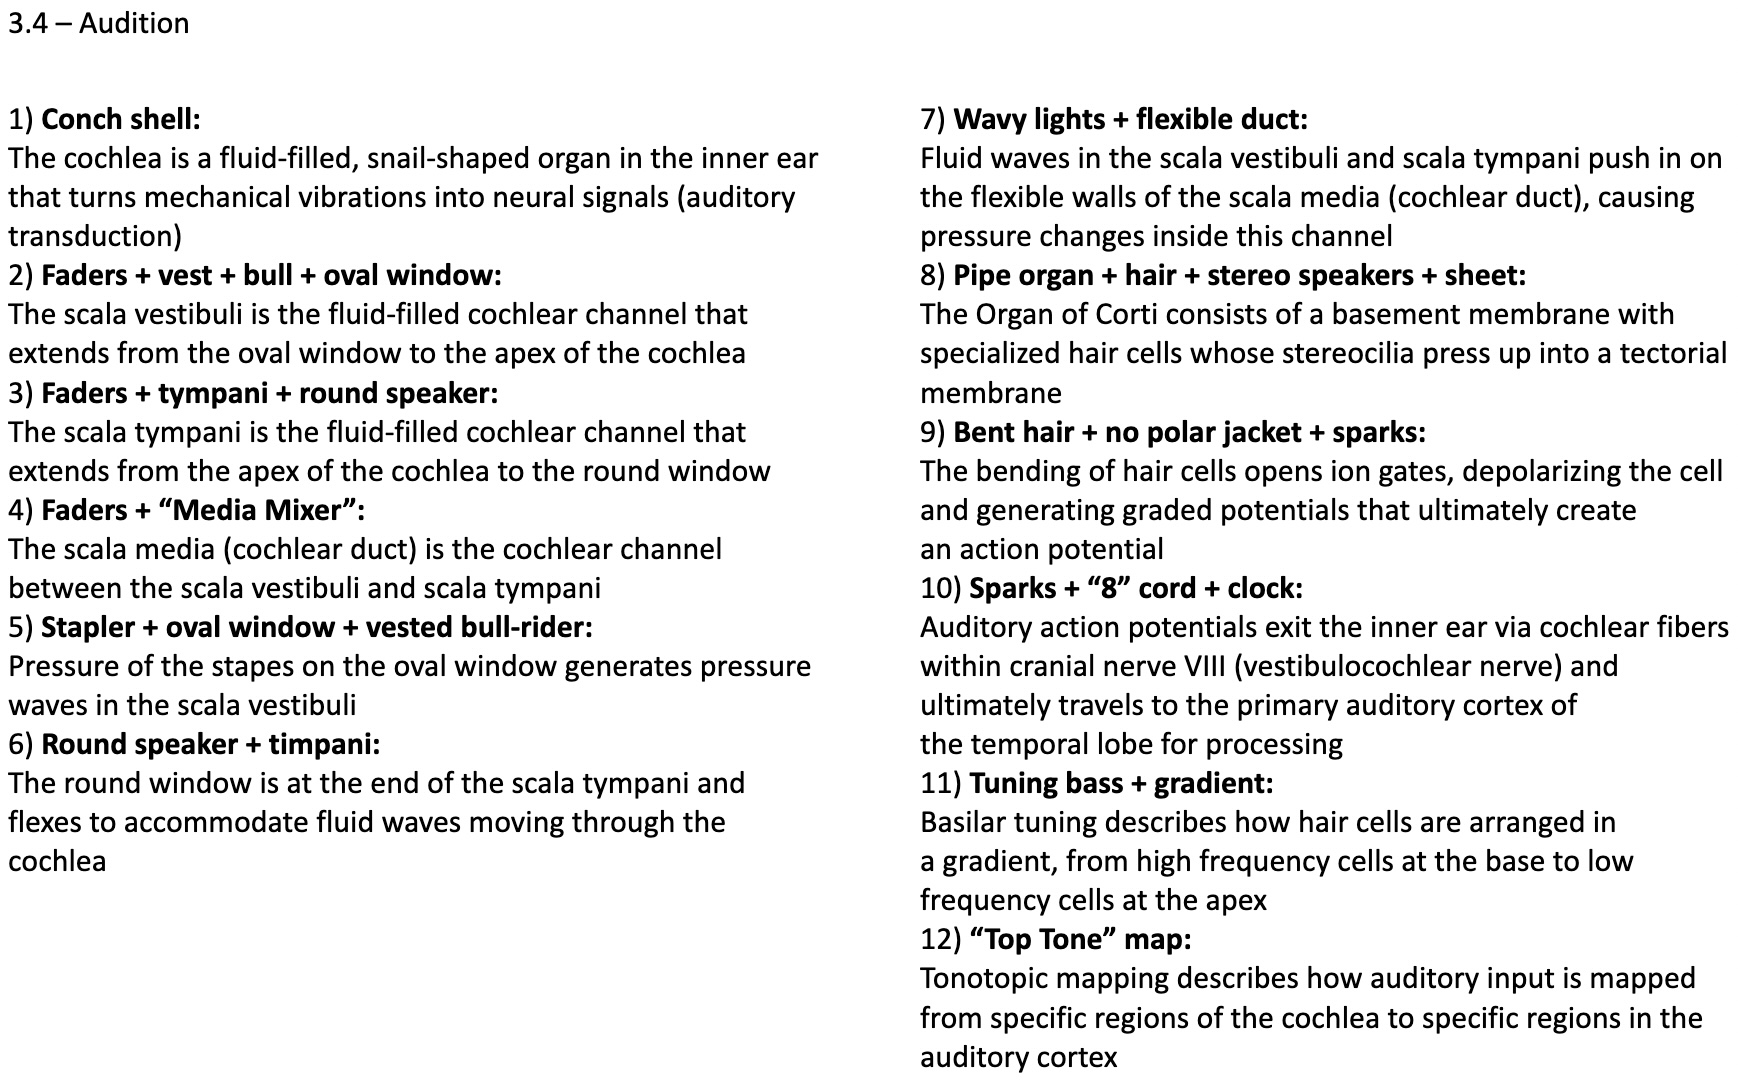 3.4 – Audition
1) Conch shell:
The cochlea is a fluid-filled, snail-shaped organ in the inner ear
that turns mechanical vibrations into neural signals (auditory
transduction)
2) Faders + vest + bull + oval window:
The scala vestibuli is the fluid-filled cochlear channel that
extends from the oval window to the apex of the cochlea
3) Faders + tympani + round speaker:
The scala tympani is the fluid-filled cochlear channel that
extends from the apex of the cochlea to the round window
4) Faders + “Media Mixer”:
The scala media (cochlear duct) is the cochlear channel
between the scala vestibuli and scala tympani
5) Stapler + oval window + vested bull-rider:
Pressure of the stapes on the oval window generates pressure
waves in the scala vestibuli
6) Round speaker + timpani:
The round window is at the end of the scala tympani and
flexes to accommodate fluid waves moving through the
cochlea
7) Wavy lights + flexible duct:
Fluid waves in the scala vestibuli and scala tympani push in on
the flexible walls of the scala media (cochlear duct), causing
pressure changes inside this channel
8) Pipe organ + hair + stereo speakers + sheet:
The Organ of Corti consists of a basement membrane with
specialized hair cells whose stereocilia press up into a tectorial
membrane
9) Bent hair + no polar jacket + sparks:
The bending of hair cells opens ion gates, depolarizing the cell
and generating graded potentials that ultimately create
an action potential
10) Sparks + “8” cord + clock:
Auditory action potentials exit the inner ear via cochlear fibers
within cranial nerve VIII (vestibulocochlear nerve) and
ultimately travels to the primary auditory cortex of
the temporal lobe for processing
11) Tuning bass + gradient:
Basilar tuning describes how hair cells are arranged in
a gradient, from high frequency cells at the base to low
frequency cells at the apex
12) “Top Tone” map:
Tonotopic mapping describes how auditory input is mapped
from specific regions of the cochlea to specific regions in the
auditory cortex